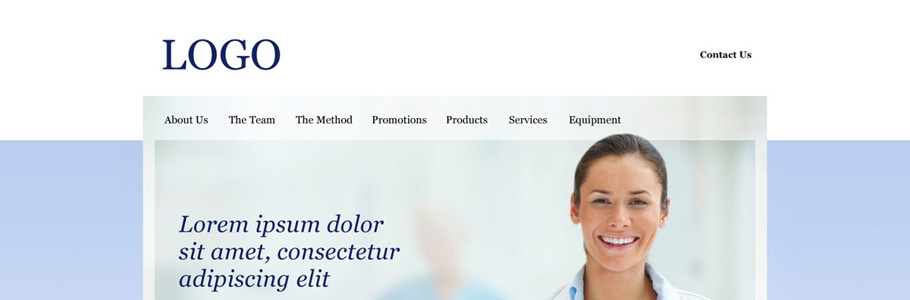 LOGO
Contact Us
About Us The Team The Method Promotions Products Services Equipment
Lorem ipsum dolor
sit amet, consectetur
adipiscing elit